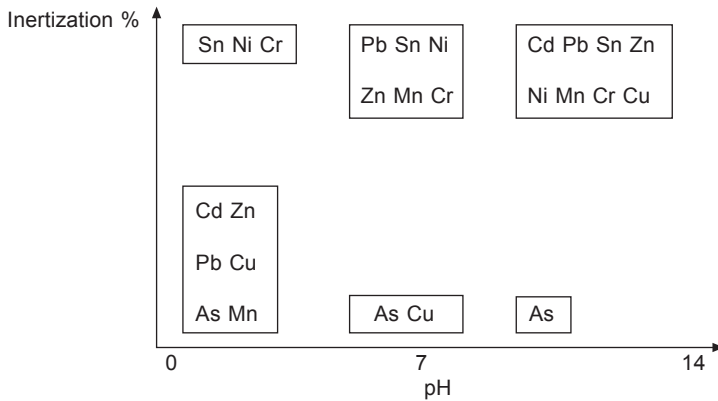 Inertization %
Sn Ni Cr
Pb Sn Ni
Zn Mn Cr
Cd Pb Sn Zn
Ni Mn Cr Cu
Cd Zn
Pb Cu
As Mn
As Cu
As
0 7 14
pH